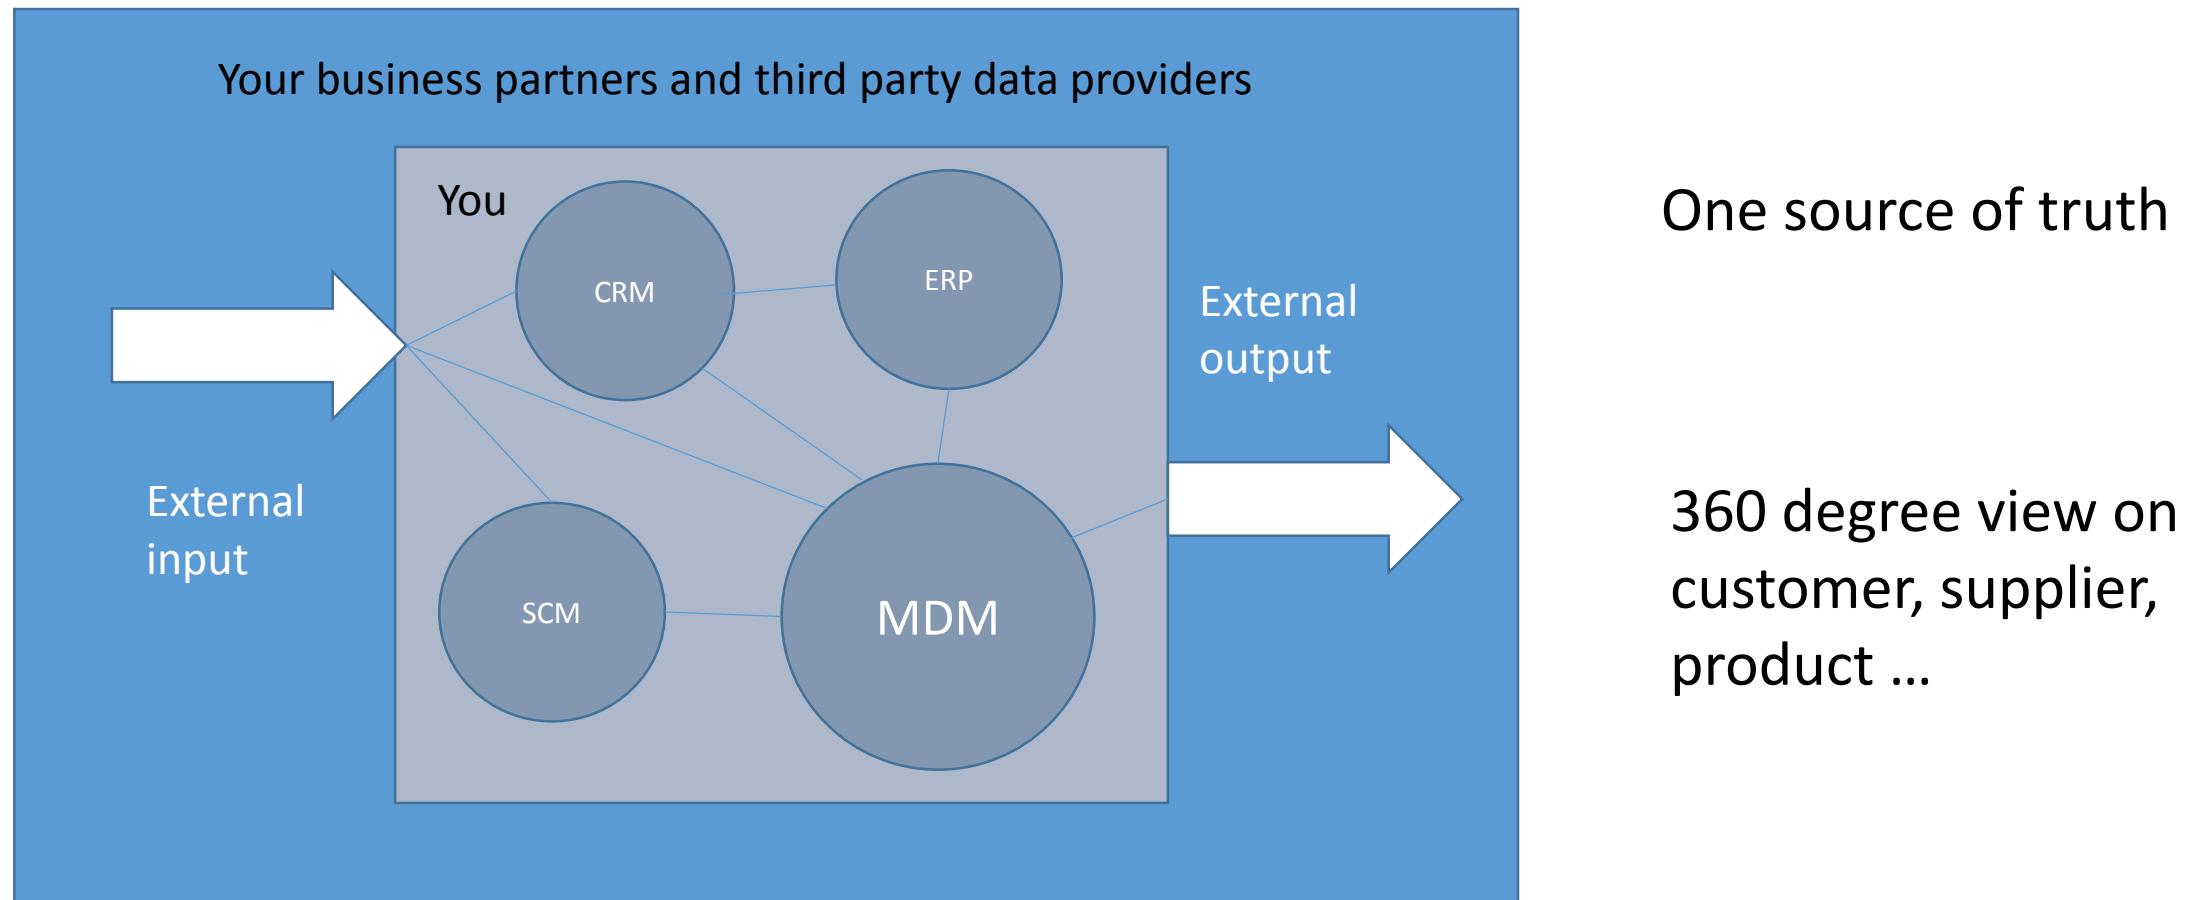 Your business partners and third party data providers
You
CRM
ERP
External
output
External
input
SCM
MDM
One source of truth
360 degree view on
customer, supplier,
product ...